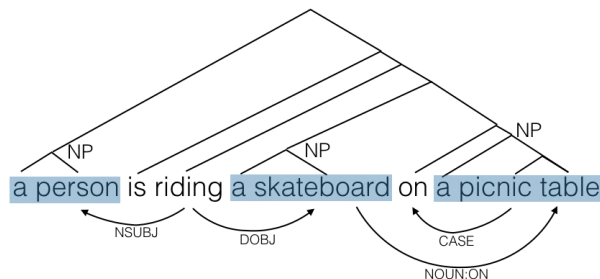 NP
NP
NP
a person is riding a skateboard on a picnic table
NSUBJ
DOBJ
CASE
NOUN:ON